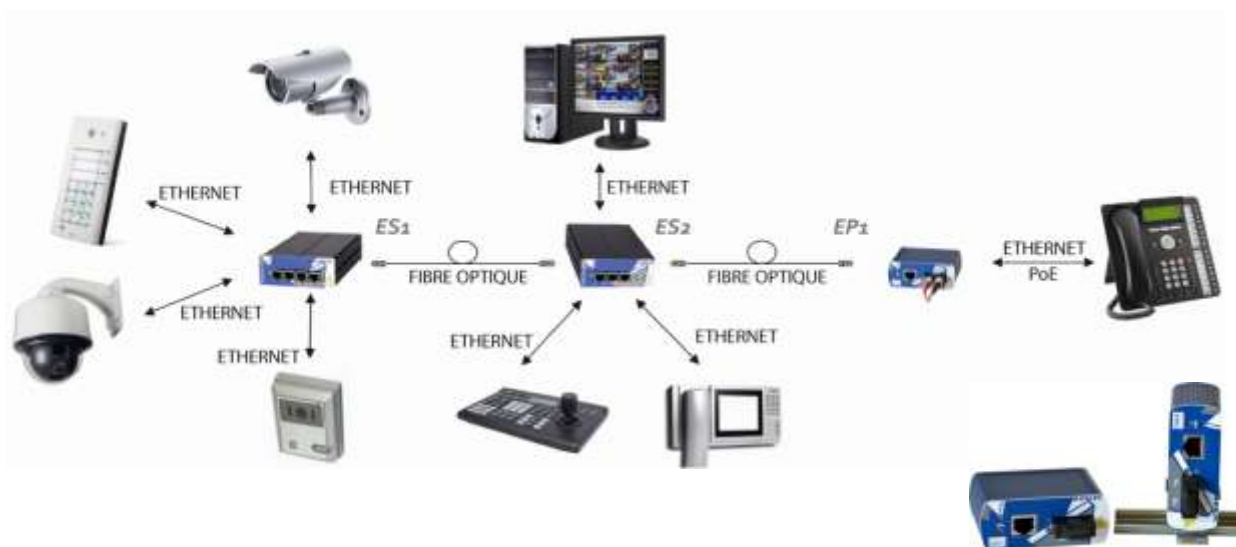 ETHERNET
ETHERNET
ES1
ES2
EP1
ETHERNET
ETHERNET
FIBRE OPTIQUE
FIBRE OPTIQUE
PoE
ETHERNET
ETHERNET
ETHERNET
ETHERNET